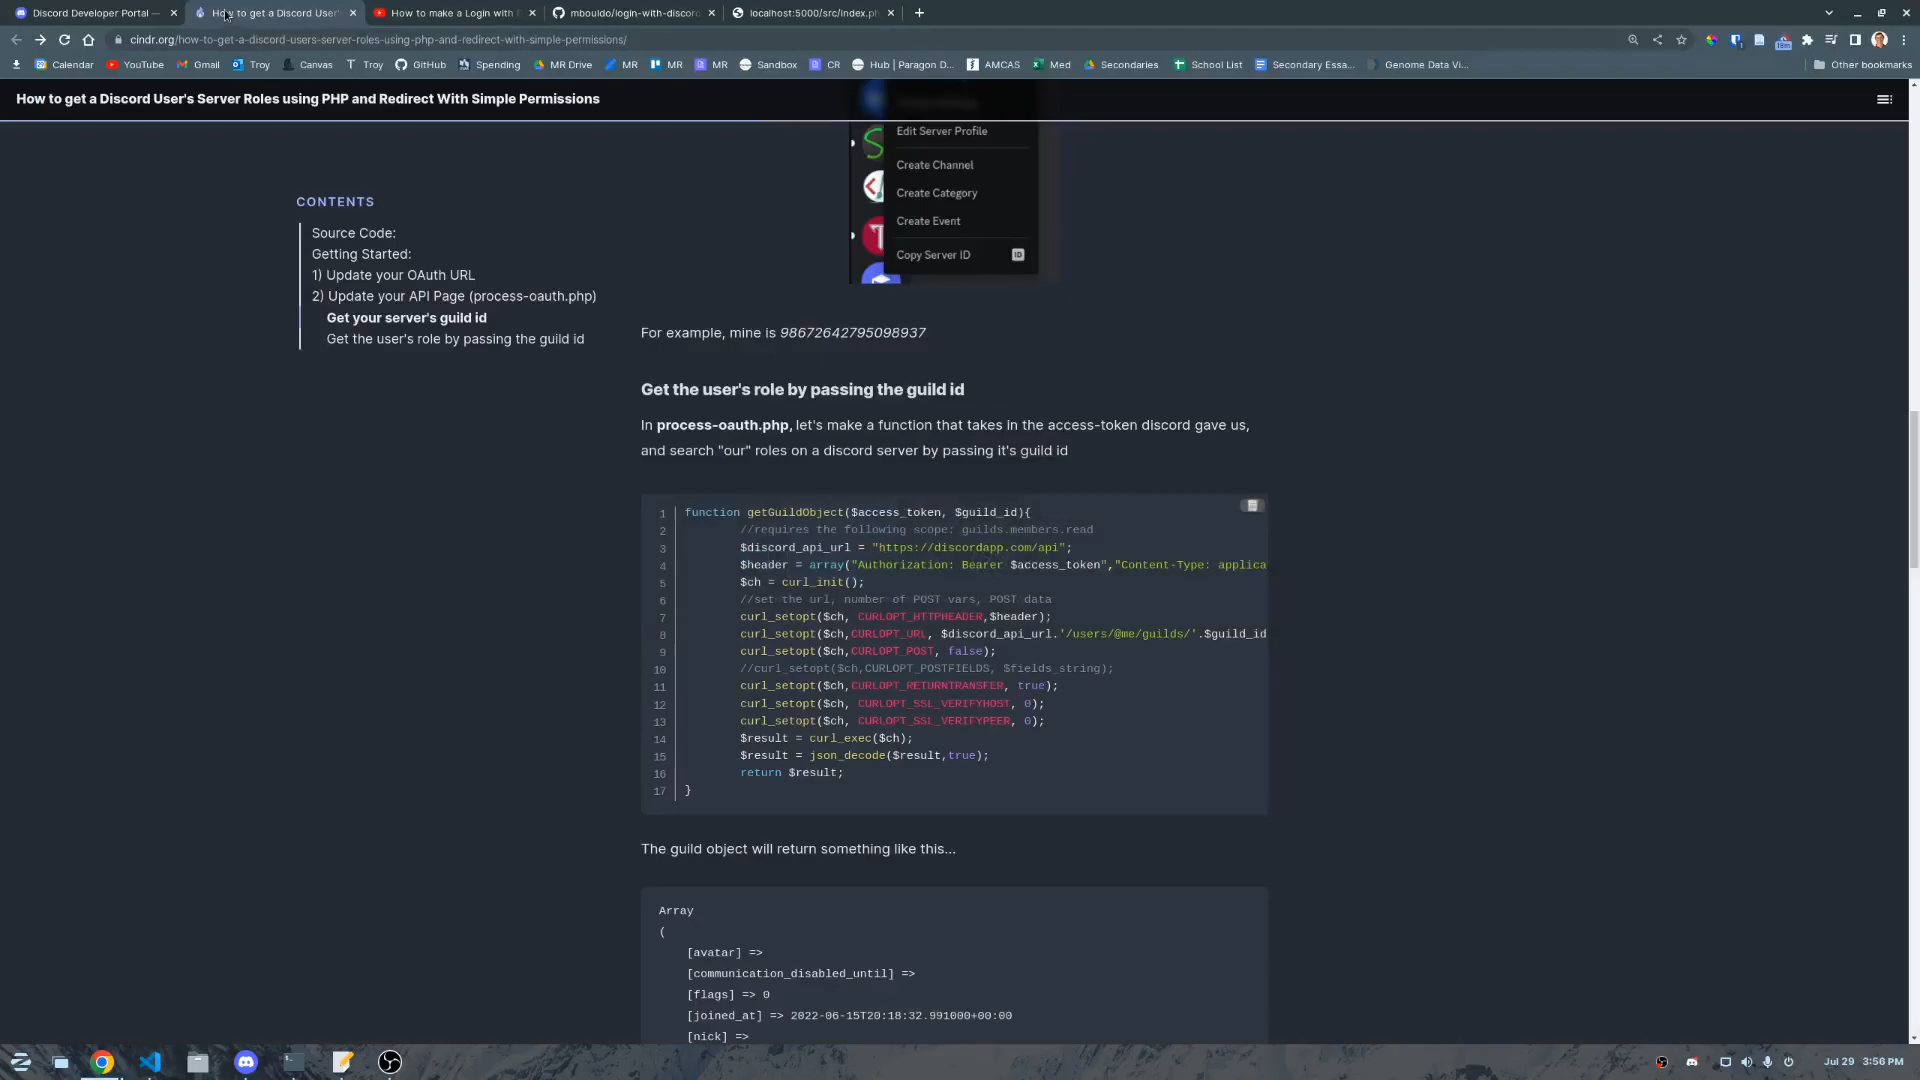 Discord Developer Portal —
How to get a Discord User'
How to make a Login with
mbouldo/login-with-discord
localhost:5000/src/index.ph
cindr.org/how-to-get-a-discord-users-server-roles-using-php-and-redirect-with-simple-permissions/
Calendar YouTube Gmail Troy Canvas Troy GitHub Spending MR Drive MR MR MR Sandbox CR Hub | Paragon D... AMCAS Med Secondaries School List Secondary Essa... Genome Data Vi... Other bookmarks
How to get a Discord User's Server Roles using PHP and Redirect With Simple Permissions
Edit Server Profile
Create Channel
Create Category
Create Event
Copy Server ID ID
CONTENTS
Source Code:
Getting Started:
1) Update your OAuth URL
2) Update your API Page (process-oauth.php)
Get your server's guild id
Get the user's role by passing the guild id
For example, mine is 98672642795098937
Get the user's role by passing the guild id
In process-oauth.php, let's make a function that takes in the access-token discord gave us,
and search "our" roles on a discord server by passing it's guild id
1 function getGuildObject($access_token, $guild_id){
2 //requires the following scope: guilds.members.read
3 $discord_api_url = "https://discordapp.com/api";
4 $header = array("Authorization: Bearer $access_token","Content-Type: applica
5 $ch = curl_init();
6 //set the url, number of POST vars, POST data
7 curl_setopt($ch, CURLOPT_HTTPHEADER,$header);
8 curl_setopt($ch,CURLOPT_URL, $discord_api_url.'/users/@me/guilds/'.$guild_id
9 curl_setopt($ch,CURLOPT_POST, false);
10 //curl_setopt($ch,CURLOPT_POSTFIELDS, $fields_string);
11 curl_setopt($ch,CURLOPT_RETURNTRANSFER, true);
12 curl_setopt($ch, CURLOPT_SSL_VERIFYHOST, 0);
13 curl_setopt($ch, CURLOPT_SSL_VERIFYPEER, 0);
14 $result = curl_exec($ch);
15 $result = json_decode($result,true);
16 return $result;
17 }
The guild object will return something like this...
Array
(
[avatar] =>
[communication_disabled_until] =>
[flags] => 0
[joined_at] => 2022-06-15T20:18:32.991000+00:00
[nick] =>
Jul 29 3:56 PM